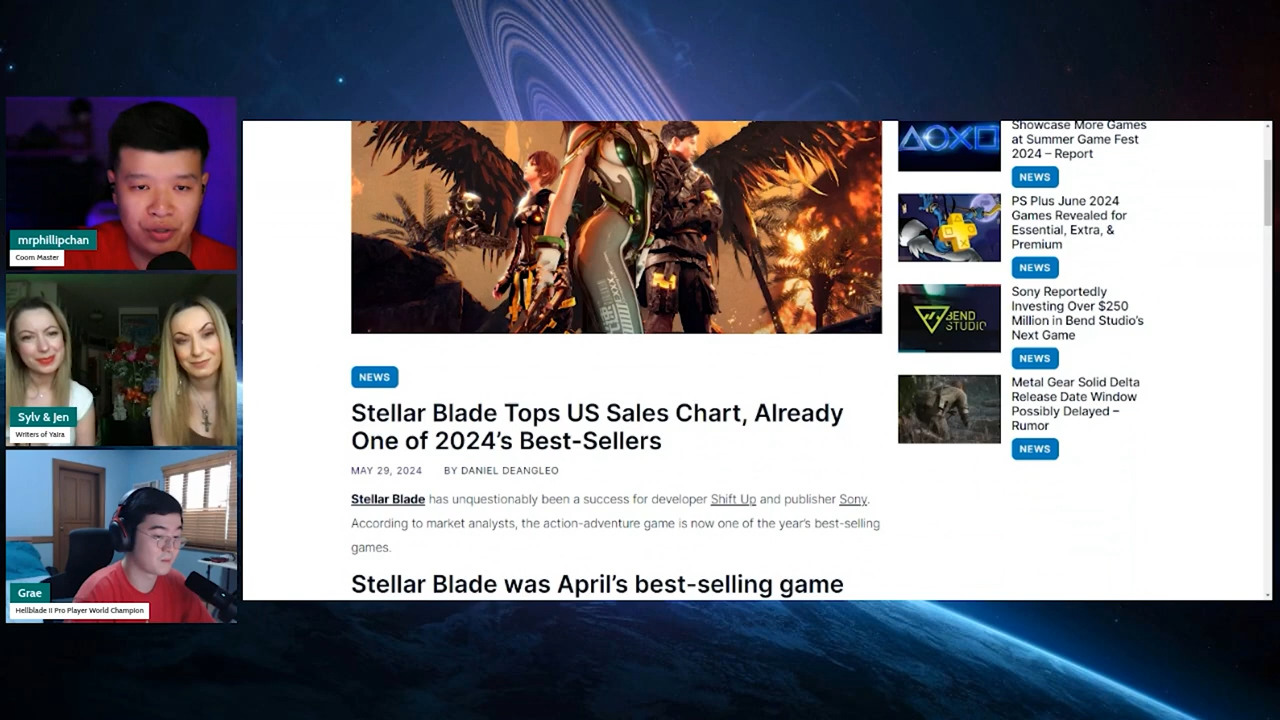 mrphillipchan
Coom Master
Sylv & Jen
Writers of Yaira
Grae
Hellblade II Pro Player World Champion
NEWS
Stellar Blade Tops US Sales Chart, Already
One of 2024's Best-Sellers
MAY 29, 2024 BY DANIEL DEANGLEO
Stellar Blade has unquestionably been a success for developer Shift Up and publisher Sony.
According to market analysts, the action-adventure game is now one of the year's best-selling
games.
Stellar Blade was April's best-selling game
Showcase More Games
at Summer Game Fest
2024 – Report
NEWS
PS Plus June 2024
Games Revealed for
Essential, Extra, &
Premium
NEWS
BEND
STUDIO
Sony Reportedly
Investing Over $250
Million in Bend Studio's
Next Game
NEWS
Metal Gear Solid Delta
Release Date Window
Possibly Delayed –
Rumor
NEWS